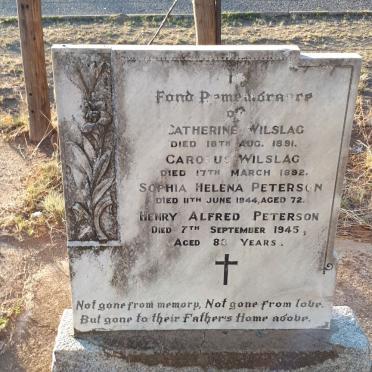 In
Fond Remembrance
of
Catherine Wilslag
Died 18th Aug. 1891.
Carolus Wilslag
Died 17th March 1892.
Sophia Helena Peterson
Died 11th June 1944, Aged 72.
Henry Alfred Peterson
Died 7th September 1945,
Aged Years.
Not gone from memory, Not gone from love.
But gone to their Father's Home above.